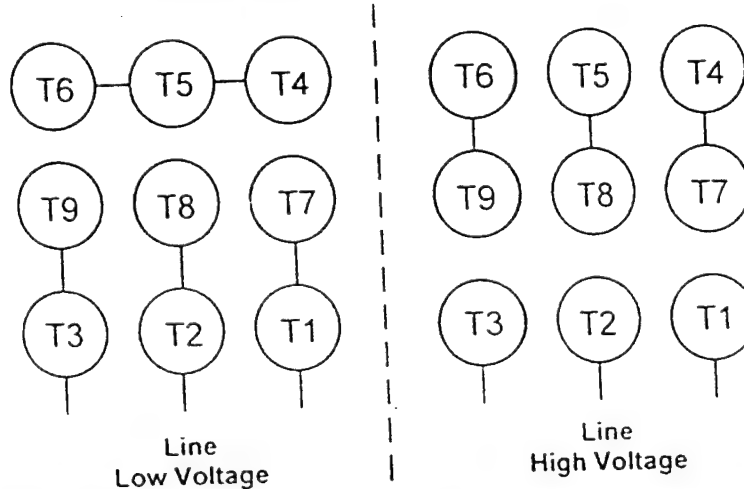 T6 T5 T4
T9 T8 T7
T3 T2 T1
Line
Low Voltage
T6 T5 T4
T9 T8 T7
T3 T2 T1
Line
High Voltage